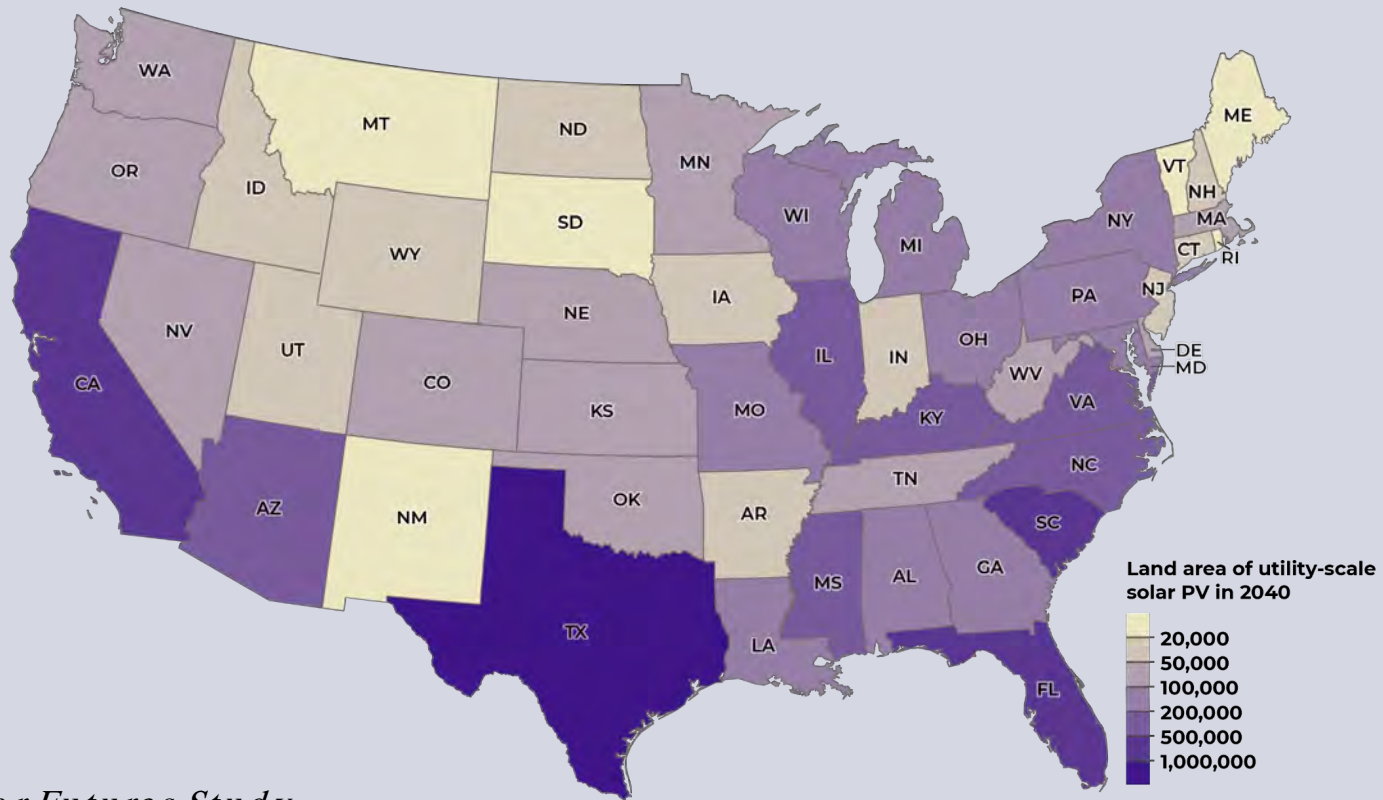 WA
MT
ND
MN
ME
OR
ID
VT
NH
SD
WI
NY
MA
WY
MI
CT
RI
IA
PA
NJ
NE
NV
OH
UT
IL
IN
DE
CO
MD
WV
CA
KS
MO
VA
KY
NC
TN
AZ
OK
NM
AR
SC
GA
MS
AL
TX
LA
FL
Land area of utility-scale
solar PV in 2040
20,000
50,000
100,000
200,000
500,000
1,000,000
Futures Study